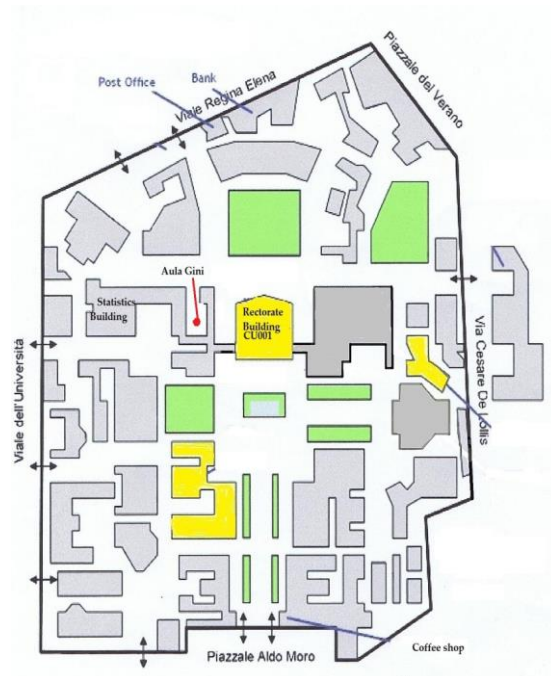 Piazzale del Verano
Bank
Post Office
Viale Regina Elena
Aula Gini
Statistics
Building
Rectorate
Building
CU001
Via Cesare De Lollis
Viale dell'Università
Coffee shop
Piazzale Aldo Moro